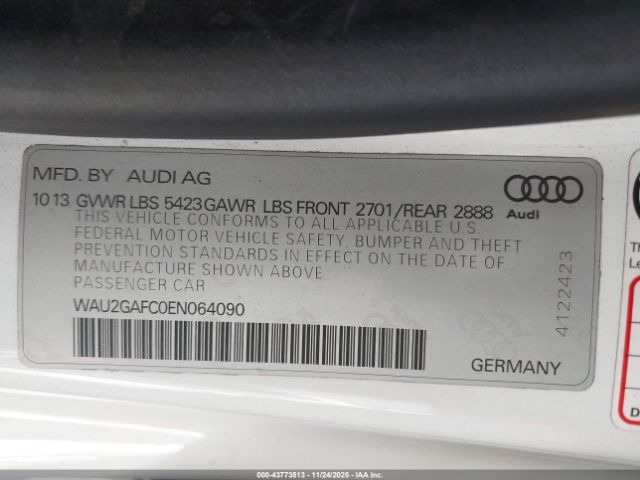 MFD. BY AUDI AG
10 13 GVWR LBS 5423 GAWR LBS FRONT 2701/REAR 2888
Audi
THIS VEHICLE CONFORMS TO ALL APPLICABLE U.S.
FEDERAL MOTOR VEHICLE SAFETY, BUMPER AND THEFT
PREVENTION STANDARDS IN EFFECT ON THE DATE OF
MANUFACTURE SHOWN ABOVE
PASSENGER CAR
WAU2GAFC0EN064090
4122423
GERMANY
000-43773513 - 11/24/2025 - IAAI.COM